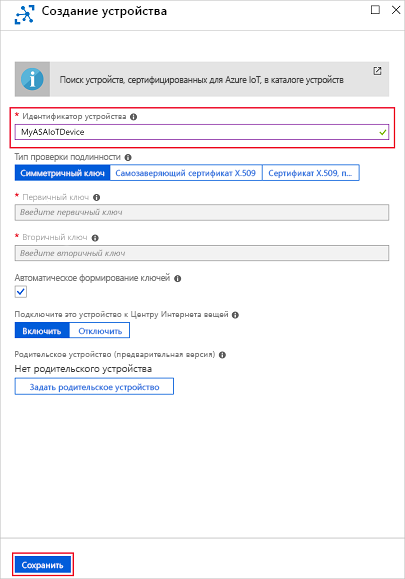 Создание устройства
Поиск устройств, сертифицированных для Azure IoT, в каталоге устройств
* Идентификатор устройства
MyASAIoTDevice
Тип проверки подлинности
Симметричный ключ Самозаверяющий сертификат X.509 Сертификат X.509, п...
* Первичный ключ
Введите первичный ключ
* Вторичный ключ
Введите вторичный ключ
Автоматическое формирование ключей
Подключите это устройство к Центру Интернета вещей
Включить Отключить
Родительское устройство (предварительная версия)
Нет родительского устройства
Задать родительское устройство
Сохранить